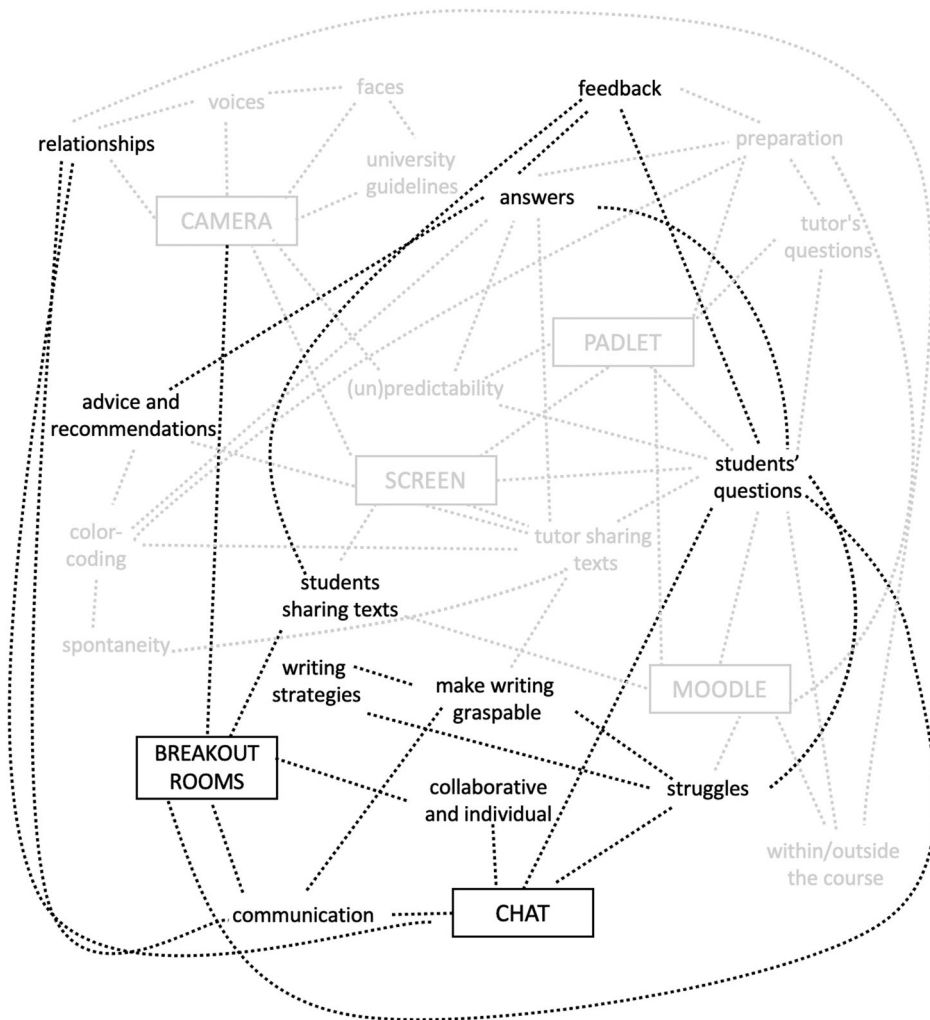 faces
feedback
voices
relationships
preparation
university
guidelines
answers
CAMERA
tutor's
questions
PADLET
(un)predictability
advice and
recommendations
students’
questions
SCREEN
color-
coding
tutor sharing
texts
students
sharing texts
spontaneity
writing
strategies
make writing
graspable
MOODLE
BREAKOUT
ROOMS
collaborative
and individual
struggles
within/outside
the course
communication
CHAT